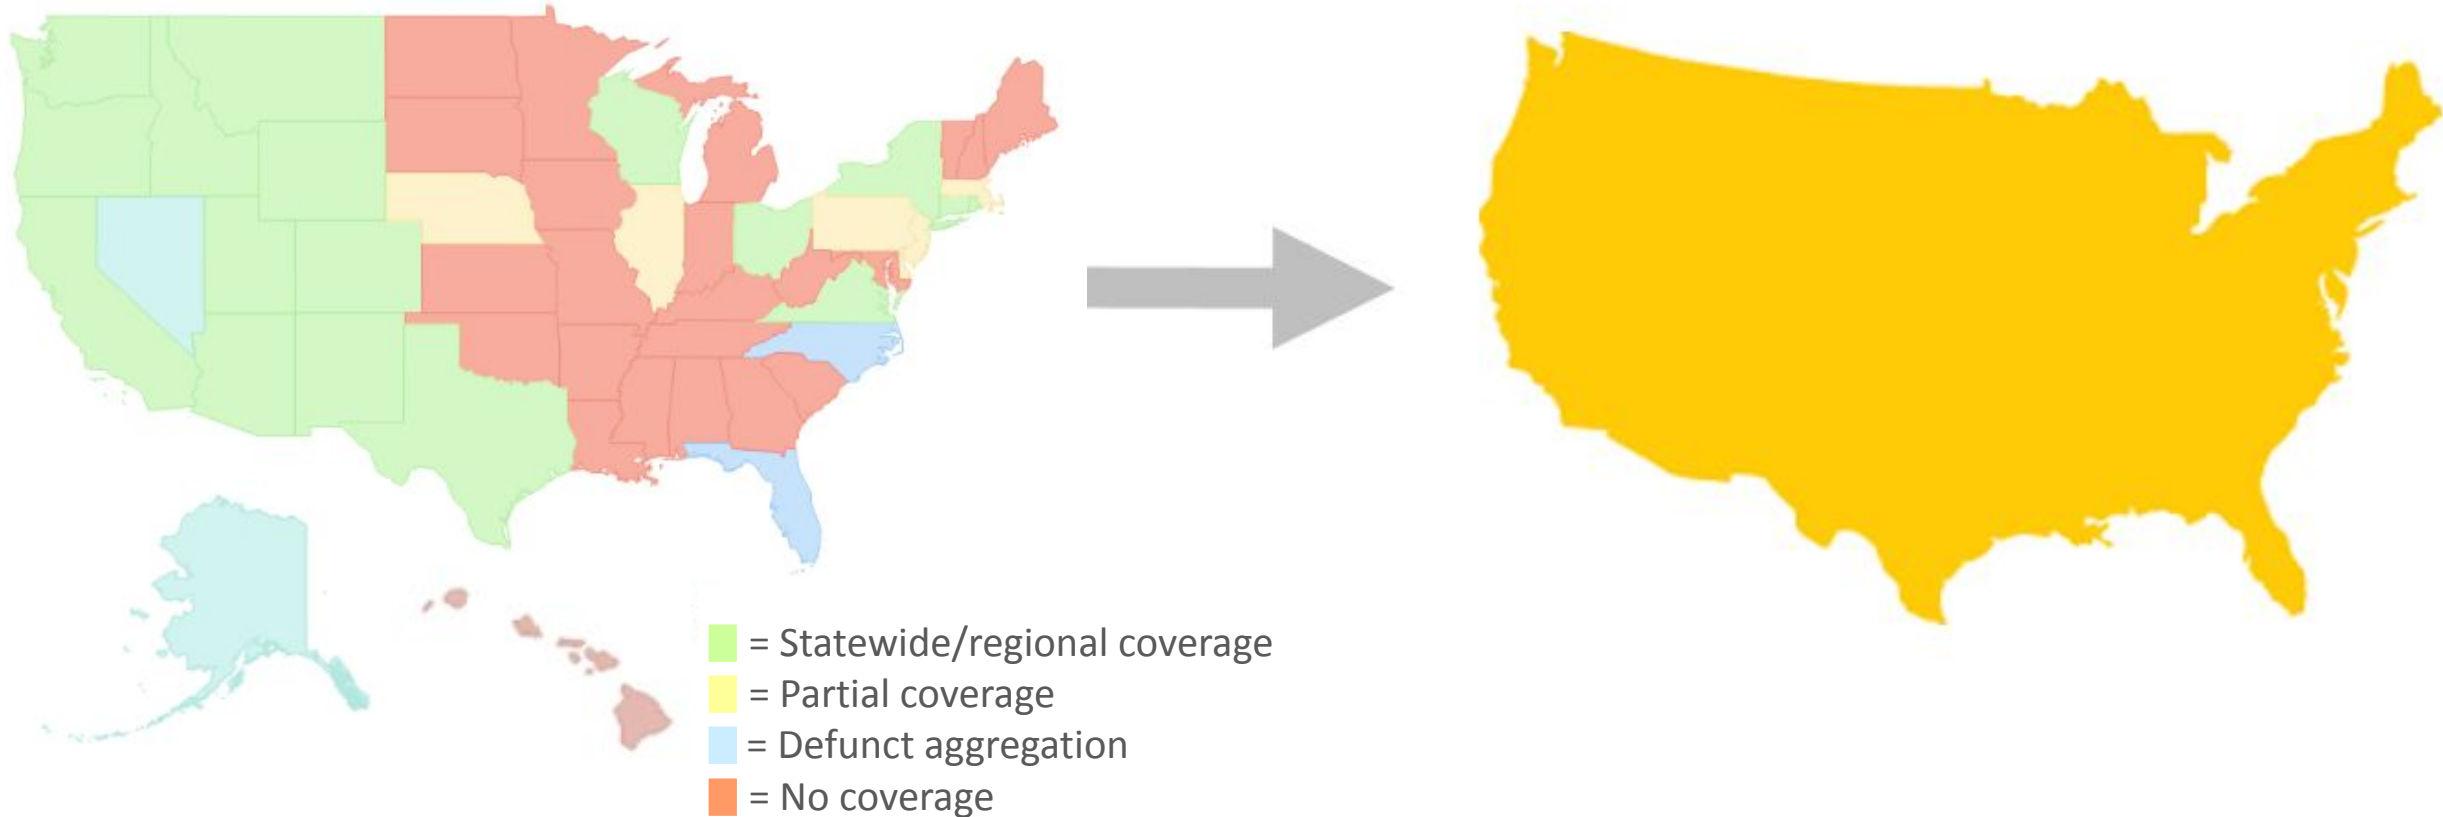 = Statewide/regional coverage
= Partial coverage
= Defunct aggregation
= No coverage